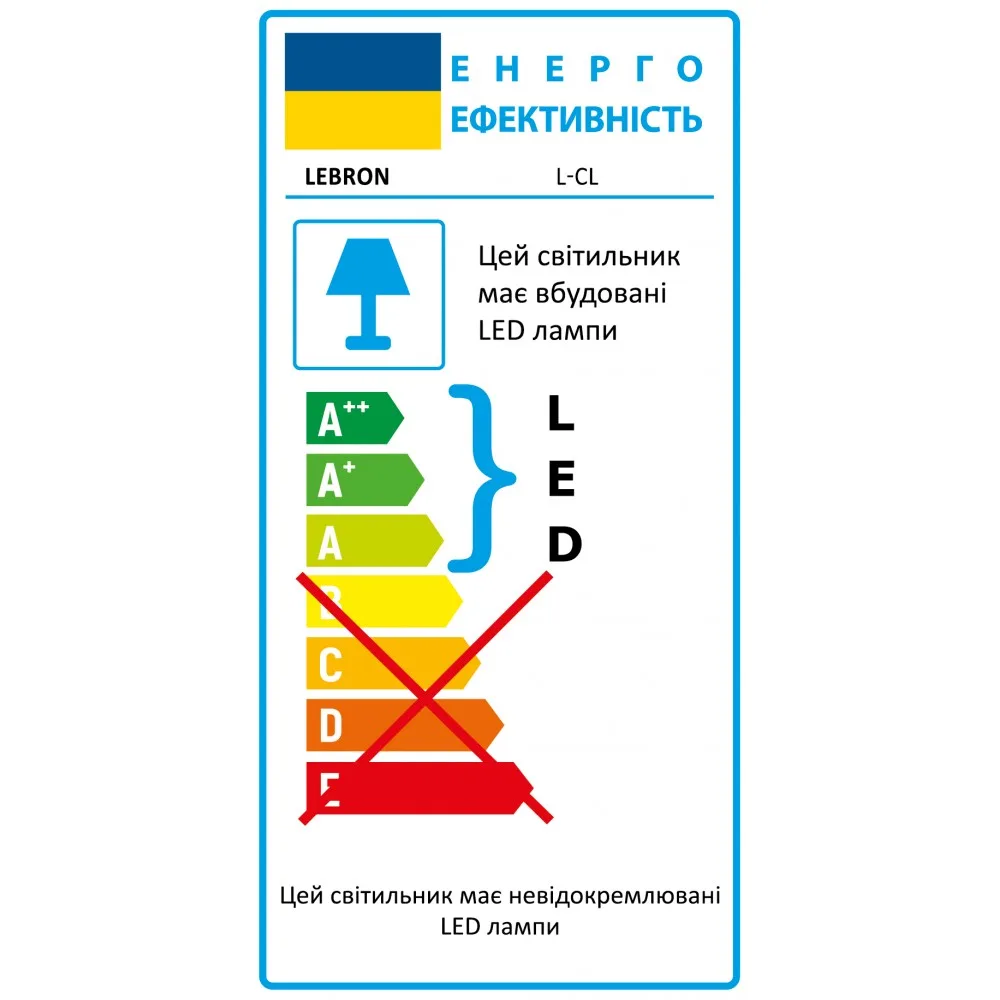 ЕНЕРГО
ЕФЕКТИВНІСТЬ
LEBRON L-CL
Цей світильник
має вбудовані
LED лампи
A++
A+
A
L
E
D
B
C
D
E
Цей світильник має невідокремлювані
LED лампи